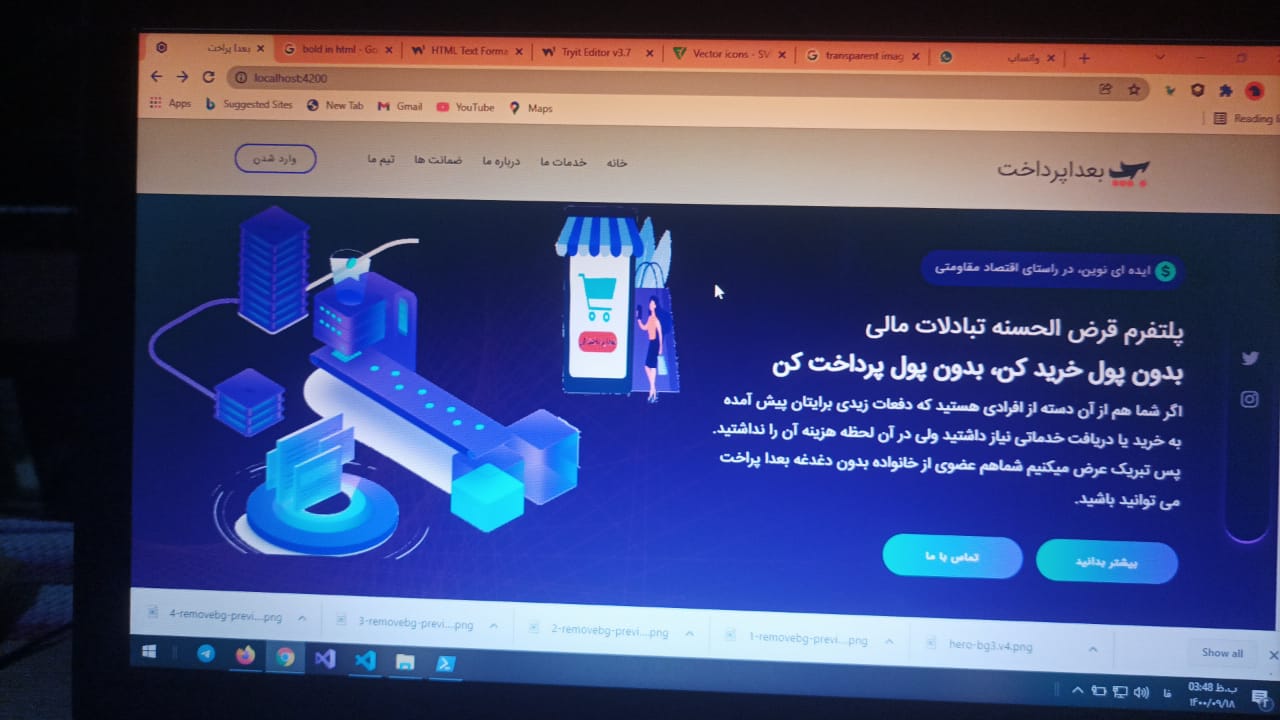 بعدا پراخت
bold in html - Go
HTML Text Forma
Tryit Editor v3.7
Vector icons - SV
transparent imag
واتساپ
localhost:4200
Apps
Suggested Sites
New Tab
Gmail
YouTube
Maps
Reading li
بعداپرداخت
خانه
خدمات ما
درباره ما
ضمانت ها
تیم ما
وارد شدن
ایده ای نوین، در راستای اقتصاد مقاومتی
پلتفرم قرض الحسنه تبادلات مالی
بدون پول خرید کن، بدون پول پرداخت کن
اگر شما هم از آن دسته از افرادی هستید که دفعات زیدی برایتان پیش آمده
به خرید یا دریافت خدماتی نیاز داشتید ولی در آن لحظه هزینه آن را نداشتید.
پس تبریک عرض میکنیم شماهم عضوی از خانواده بدون دغدغه بعدا پراخت
می توانید باشید.
بیشتر بدانید
تماس با ما
4-removebg-previ....png
3-removebg-previ....png
2-removebg-previ....png
1-removebg-previ....png
hero-bg3.v4.png
Show all
فا
03:48 ب.ظ
۱۴۰۰/۰۹/۱۸